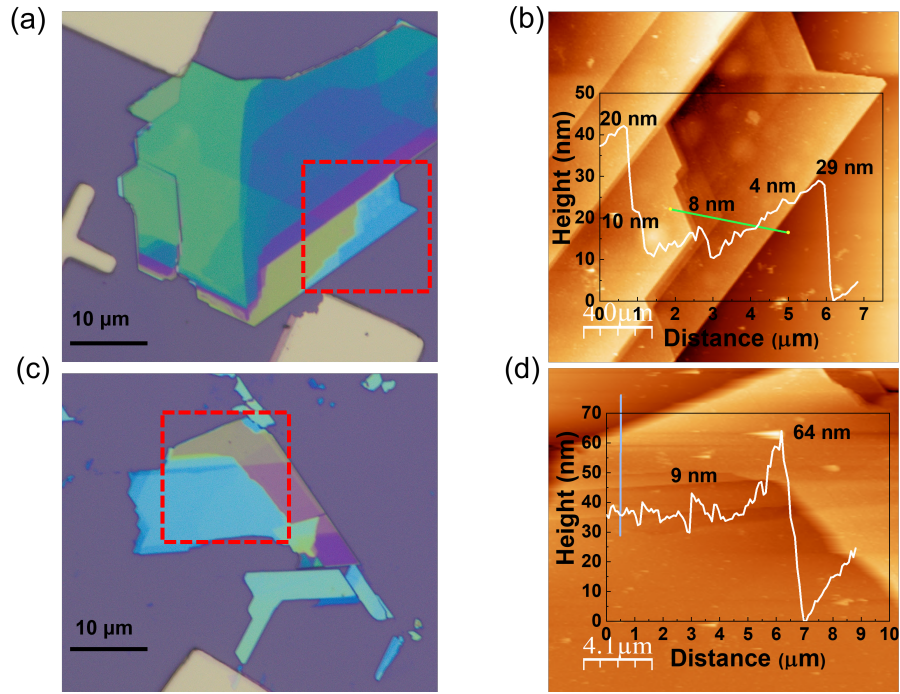 (a)
10 µm
(b)
Height (nm)
50
40
30
20
10
0
20 nm
10 nm
8 nm
4 nm
29 nm
0 1 2 3 4 5 6 7
4.0µm
Distance (µm)
(c)
10 µm
(d)
Height (nm)
70
60
50
40
30
20
10
0
9 nm
64 nm
0 1 2 3 4 5 6 7 8 9 10
4.1µm
Distance (µm)